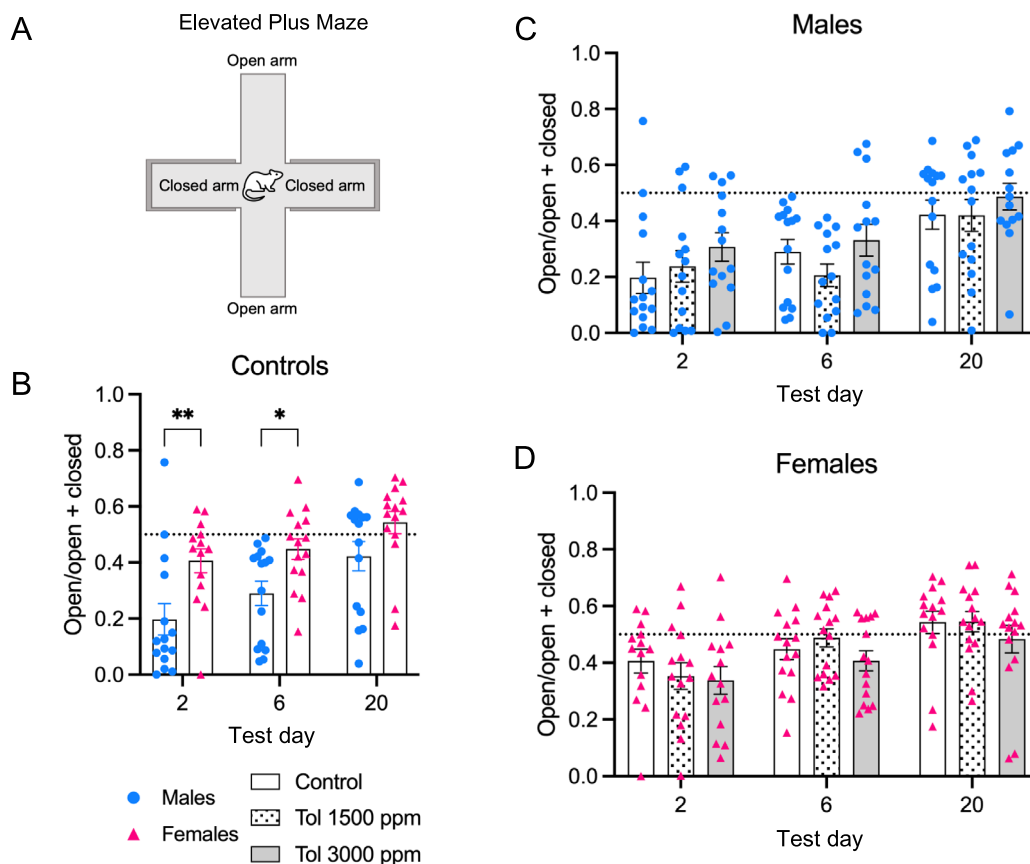 A
Elevated Plus Maze
Open arm
Closed arm
Closed arm
Open arm
B
Controls
Open/open + closed
1.0
0.8
0.6
0.4
0.2
0.0
**
*
2
6
20
Test day
Males
Females
Control
Tol 1500 ppm
Tol 3000 ppm
C
Males
Open/open + closed
1.0
0.8
0.6
0.4
0.2
0.0
2
6
20
Test day
D
Females
Open/open + closed
1.0
0.8
0.6
0.4
0.2
0.0
2
6
20
Test day